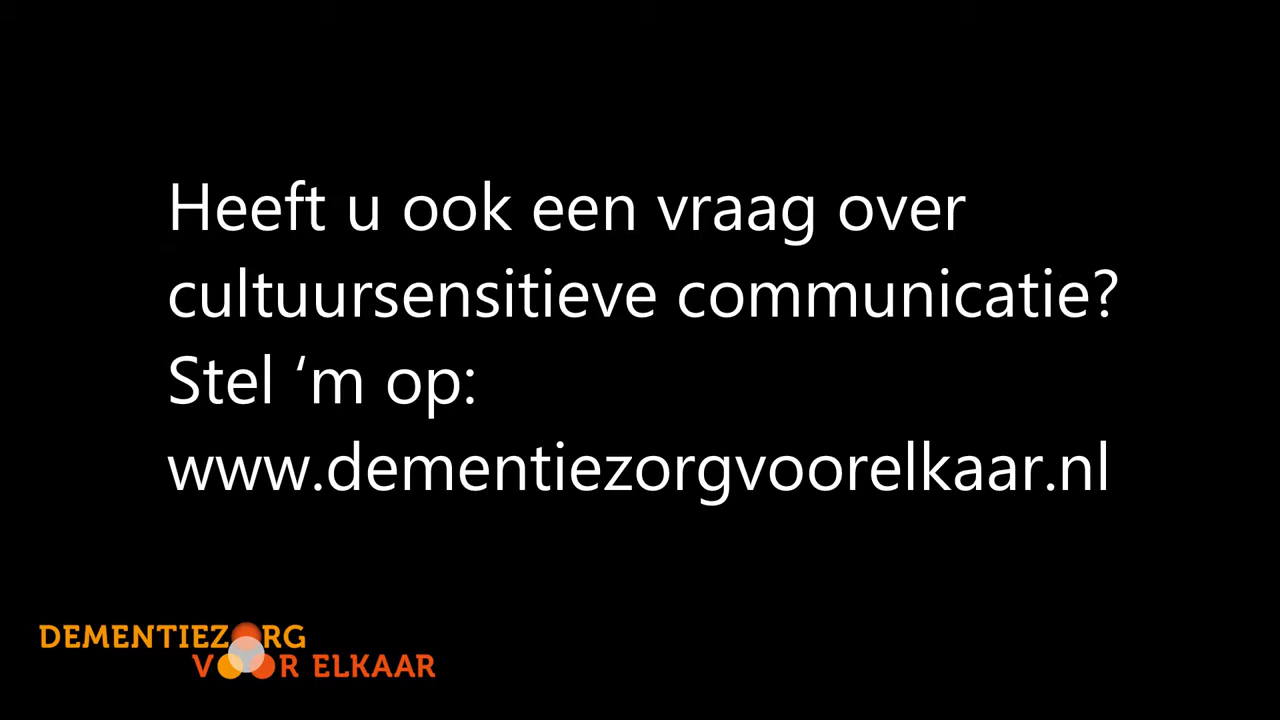 Heeft u ook een vraag over
cultuursensitieve communicatie?
Stel ‘m op:
www.dementiezorgvoorelkaar.nl
DEMENTIEZORG
VOOR ELKAAR